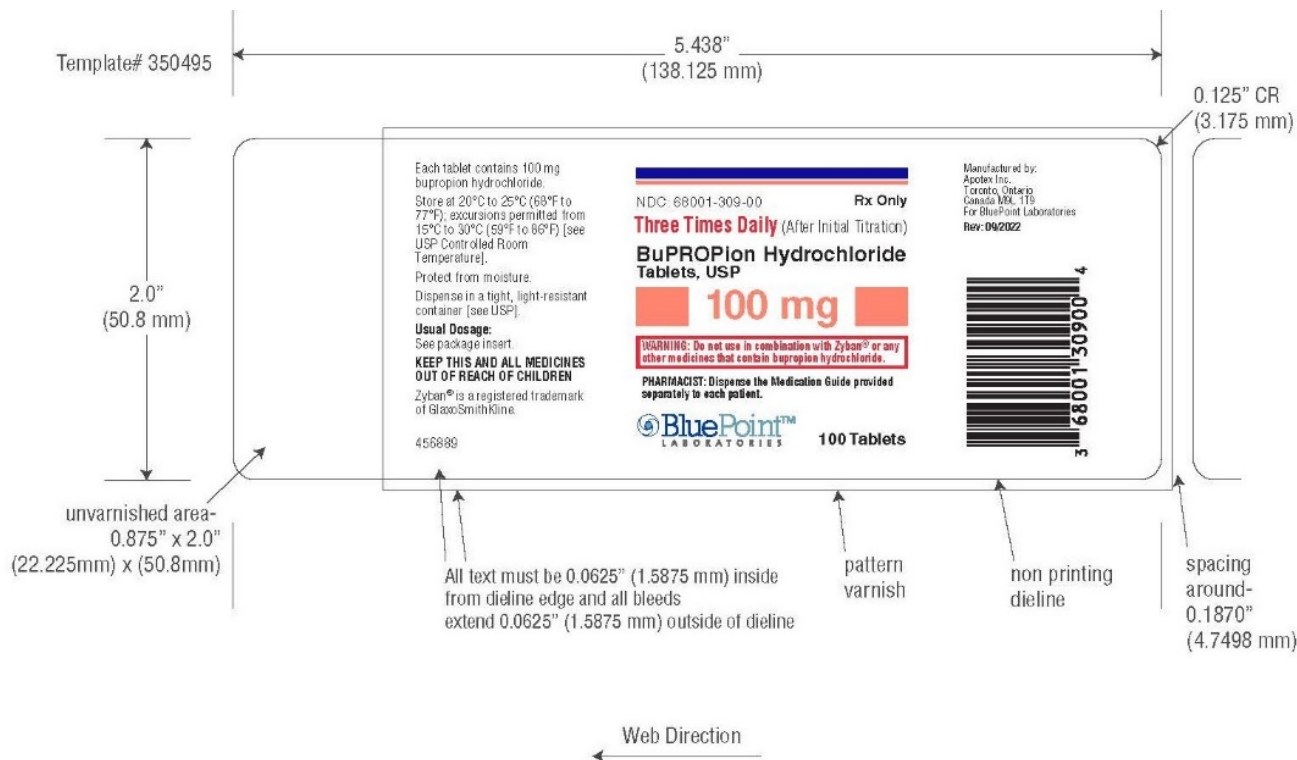 Template# 350495
5.438"
(138.125 mm)
0.125" CR
(3.175 mm)
2.0"
(50.8 mm)
Each tablet contains 100 mg
bupropion hydrochloride.
Store at 20°C to 25°C (68°F to
77°F); excursions permitted from
15°C to 30°C (59°F to 86°F) [see
USP Controlled Room
Temperature].
Protect from moisture.
Dispense in a tight, light-resistant
container [see USP].
Usual Dosage:
See package insert.
KEEP THIS AND ALL MEDICINES
OUT OF REACH OF CHILDREN
Zyban® is a registered trademark
of GlaxoSmithKline.
456889
NDC: 68001-309-00 Rx Only
Three Times Daily (After Initial Titration)
BuPROPion Hydrochloride
Tablets, USP
100 mg
WARNING: Do not use in combination with Zyban® or any
other medicines that contain bupropion hydrochloride.
PHARMACIST: Dispense the Medication Guide provided
separately to each patient.
BluePoint™
LABORATORIES
100 Tablets
Manufactured by:
Apotex Inc.
Toronto, Ontario
Canada M9L 1T9
For BluePoint Laboratories
Rev: 09/2022
3 68001 30900 4
unvarnished area-
0.875" x 2.0"
(22.225mm) x (50.8mm)
All text must be 0.0625" (1.5875 mm) inside
from dieline edge and all bleeds
extend 0.0625" (1.5875 mm) outside of dieline
pattern
varnish
non printing
dieline
spacing
around-
0.1870"
(4.7498 mm)
Web Direction